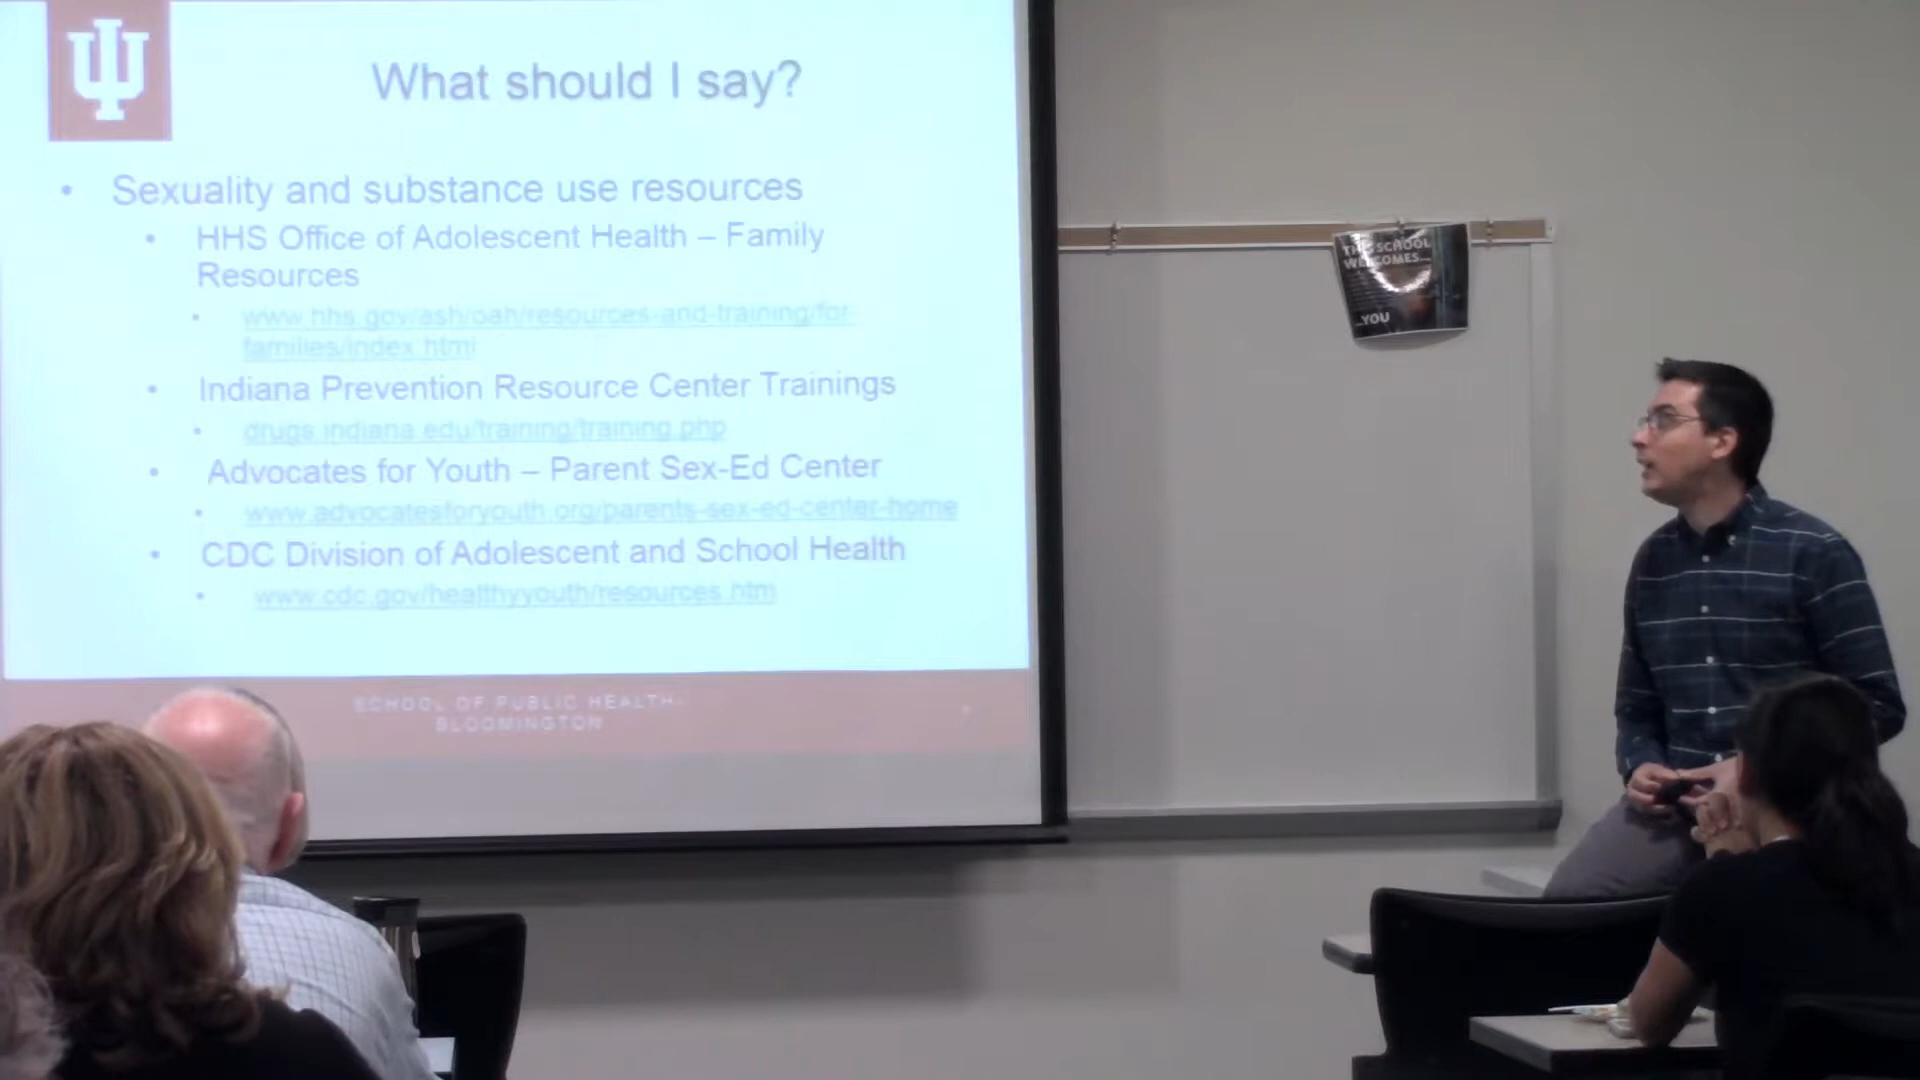 What should I say?
• Sexuality and substance use resources
• HHS Office of Adolescent Health – Family
Resources
• www.hhs.gov/ash/oah/resources-and-training/for-
families/index.html
• Indiana Prevention Resource Center Trainings
• drugs.indiana.edu/training/training.php
• Advocates for Youth – Parent Sex-Ed Center
• www.advocatesforyouth.org/parents-sex-ed-center-home
• CDC Division of Adolescent and School Health
• www.cdc.gov/healthyyouth/resources.htm
SCHOOL OF PUBLIC HEALTH-
BLOOMINGTON
THIS SCHOOL
WELCOMES...
...YOU